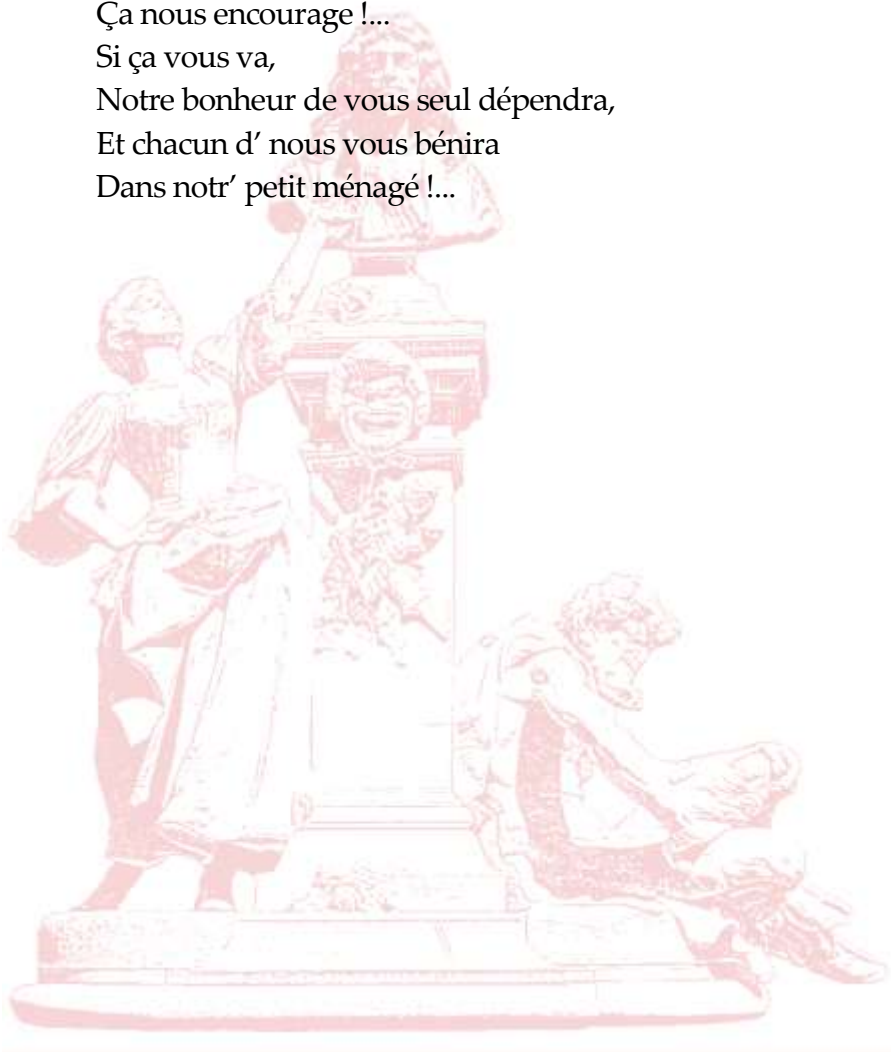 Ça nous encourage !...
Si ça vous va,
Notre bonheur de vous seul dépendra,
Et chacun d’ nous vous bénira
Dans notr’ petit ménagé !...